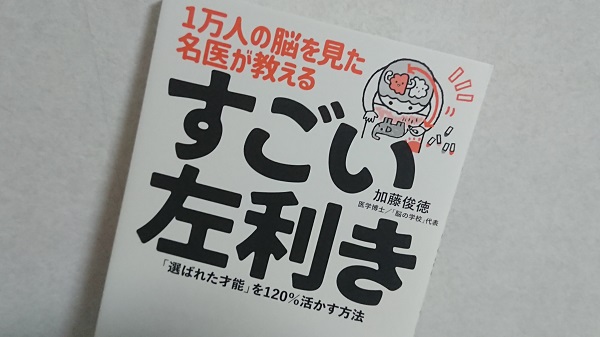 1万人の脳を見た
名医が教える
すごい
左利き
加藤俊徳
医学博士／「脳の学校」代表
「選ばれた才能」を120%活かす方法